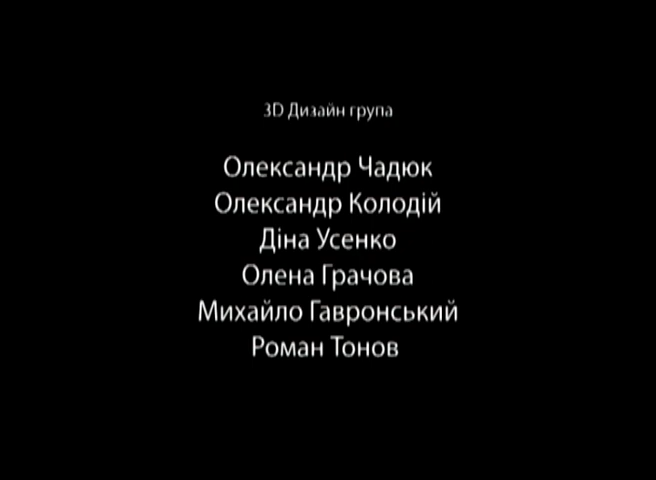 3D Дизайн група
Олександр Чадюк
Олександр Колодій
Діна Усенко
Олена Грачова
Михайло Гавронський
Роман Тонов